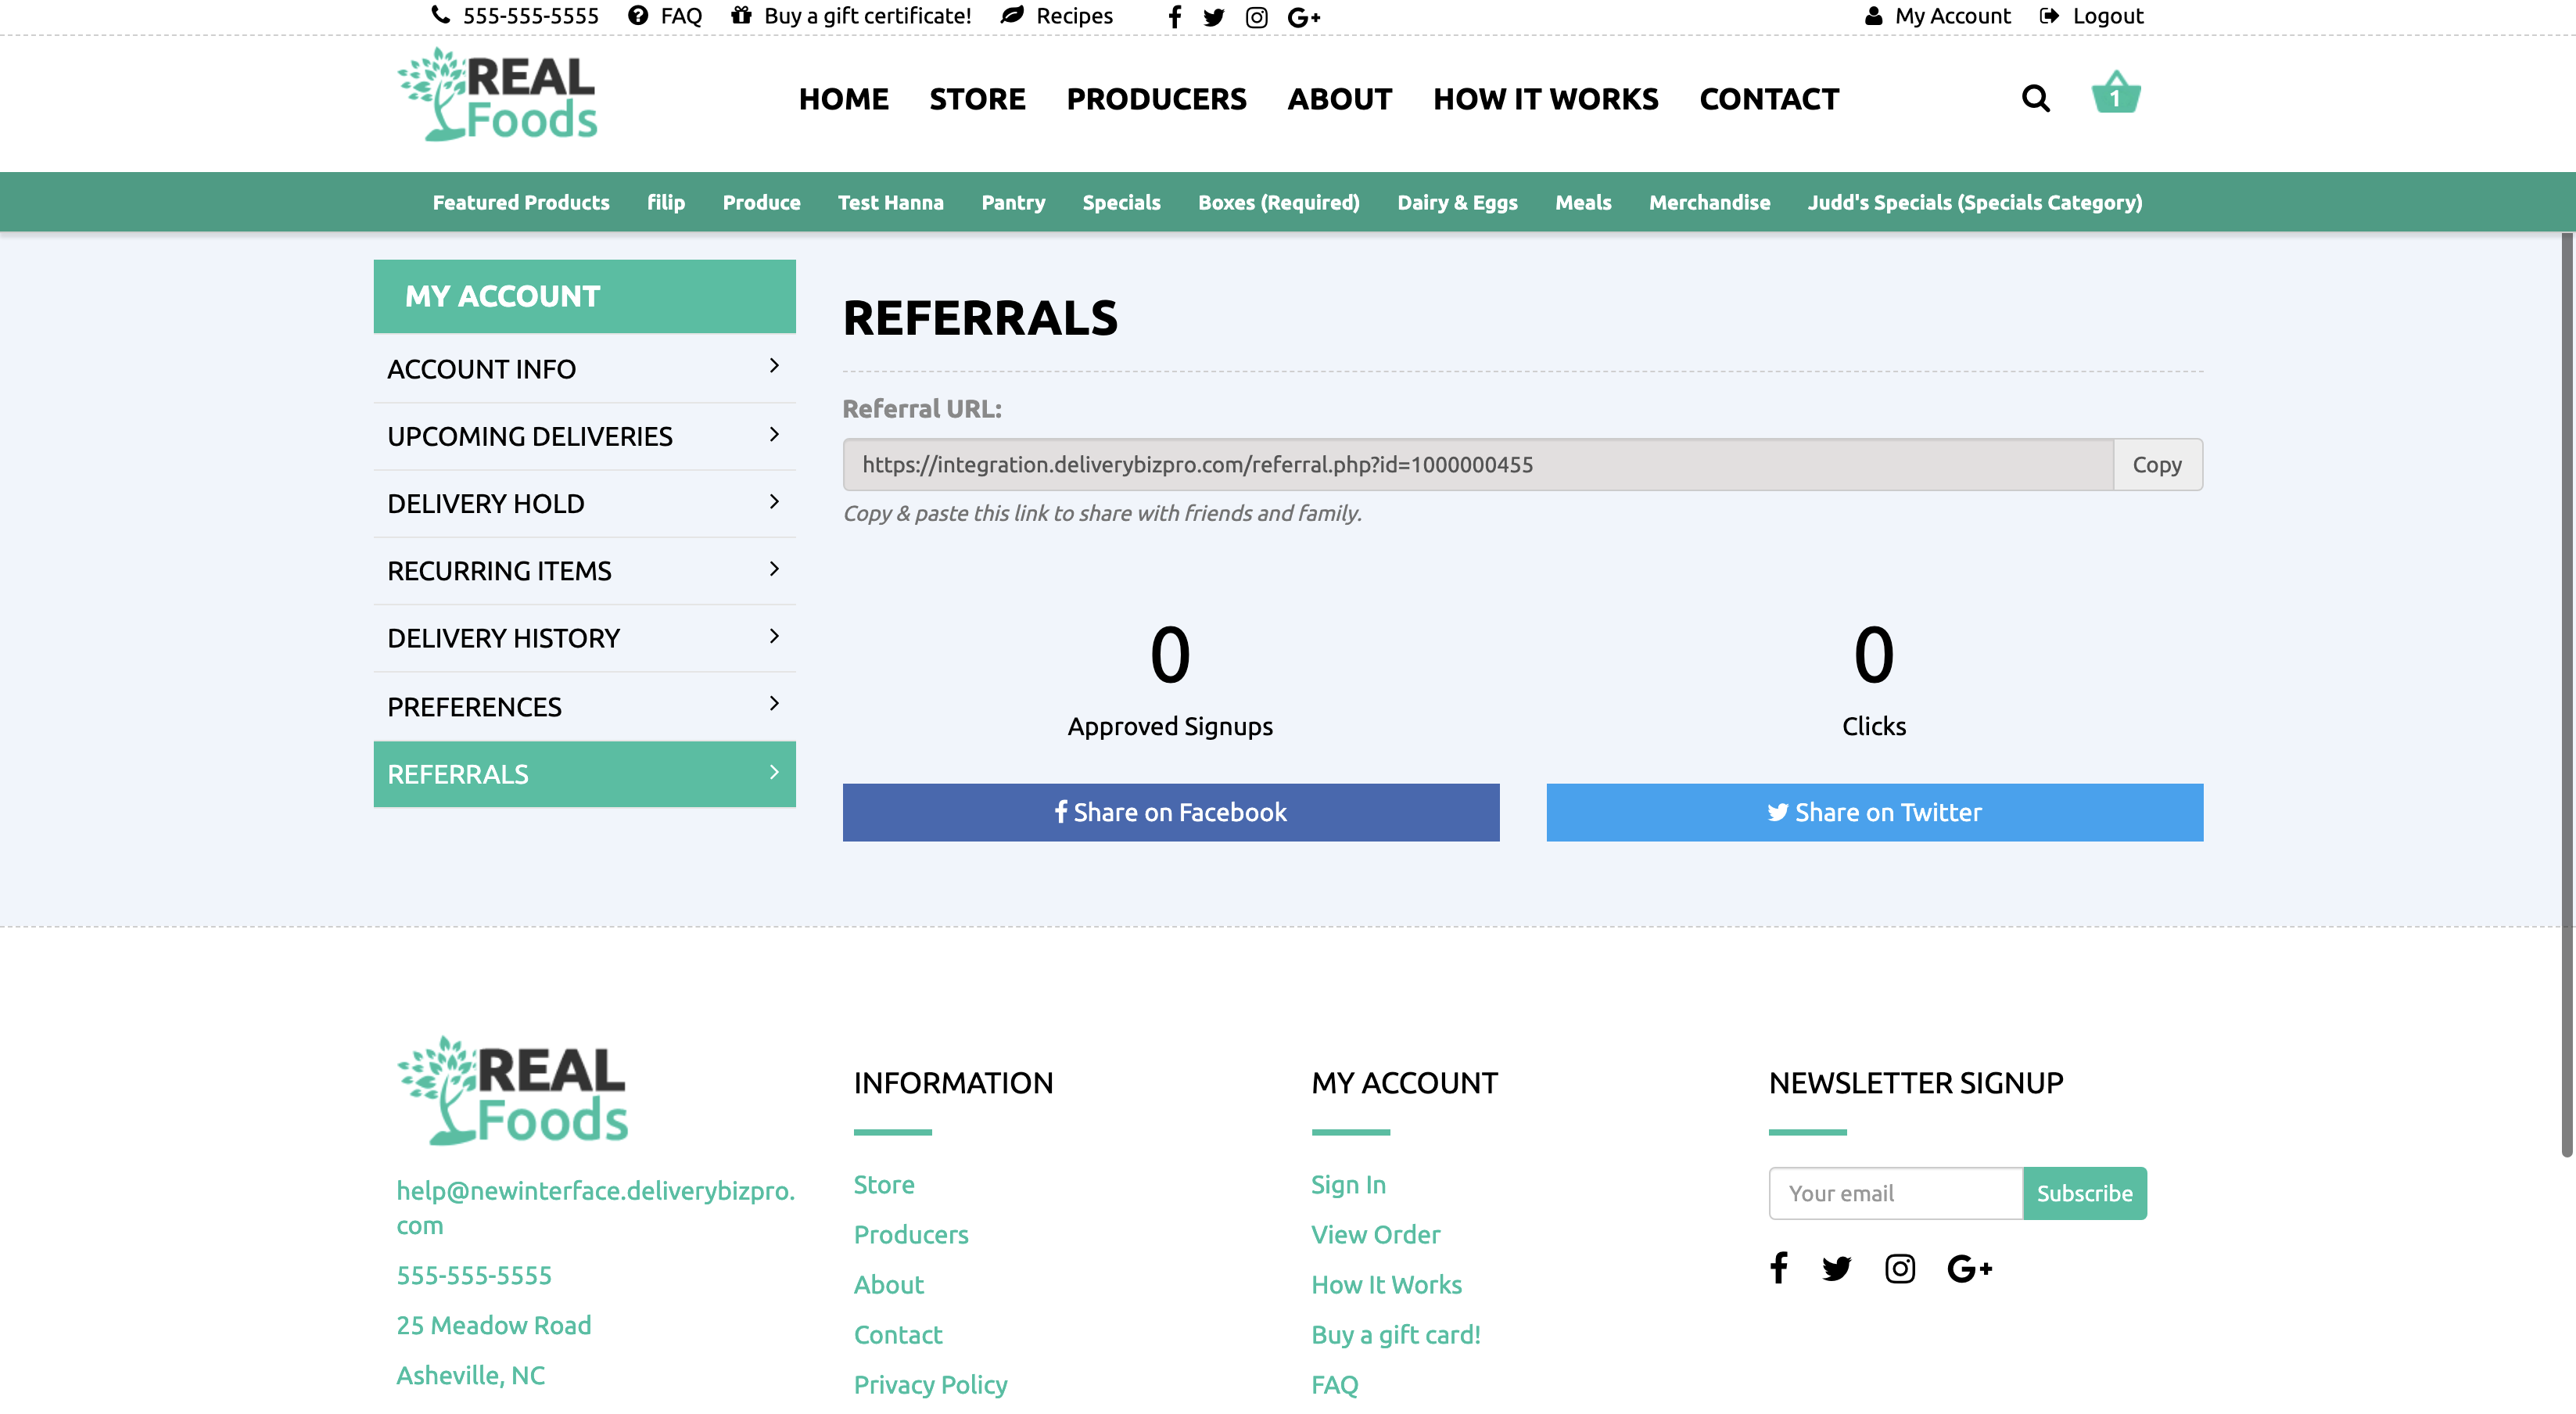 555-555-5555 FAQ Buy a gift certificate! Recipes My Account Logout
REAL
Foods
HOME STORE PRODUCERS ABOUT HOW IT WORKS CONTACT 1
Featured Products filip Produce Test Hanna Pantry Specials Boxes (Required) Dairy & Eggs Meals Merchandise Judd's Specials (Specials Category)
MY ACCOUNT
ACCOUNT INFO
UPCOMING DELIVERIES
DELIVERY HOLD
RECURRING ITEMS
DELIVERY HISTORY
PREFERENCES
REFERRALS
REFERRALS
Referral URL:
https://integration.deliverybizpro.com/referral.php?id=1000000455 Copy
Copy & paste this link to share with friends and family.
0
Approved Signups
0
Clicks
Share on Facebook
Share on Twitter
REAL
Foods
help@newinterface.deliverybizpro.
com
555-555-5555
25 Meadow Road
Asheville, NC
INFORMATION
Store
Producers
About
Contact
Privacy Policy
MY ACCOUNT
Sign In
View Order
How It Works
Buy a gift card!
FAQ
NEWSLETTER SIGNUP
Your email Subscribe
G+